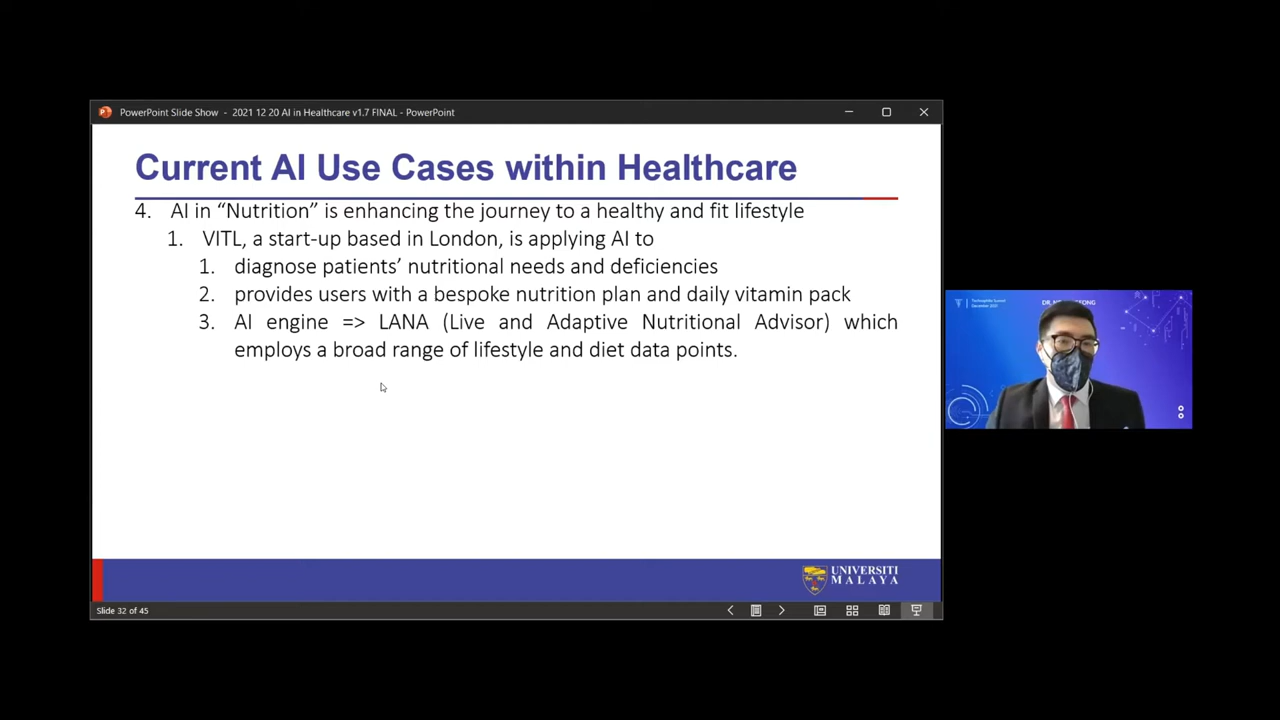 PowerPoint Slide Show - 2021 12 20 AI in Healthcare v1.7 FINAL - PowerPoint
Current AI Use Cases within Healthcare
4. AI in “Nutrition” is enhancing the journey to a healthy and fit lifestyle
1. VITL, a start-up based in London, is applying AI to
1. diagnose patients’ nutritional needs and deficiencies
2. provides users with a bespoke nutrition plan and daily vitamin pack
3. AI engine => LANA (Live and Adaptive Nutritional Advisor) which
employs a broad range of lifestyle and diet data points.
UNIVERSITI
MALAYA
Slide 32 of 45
December 2021
DR.